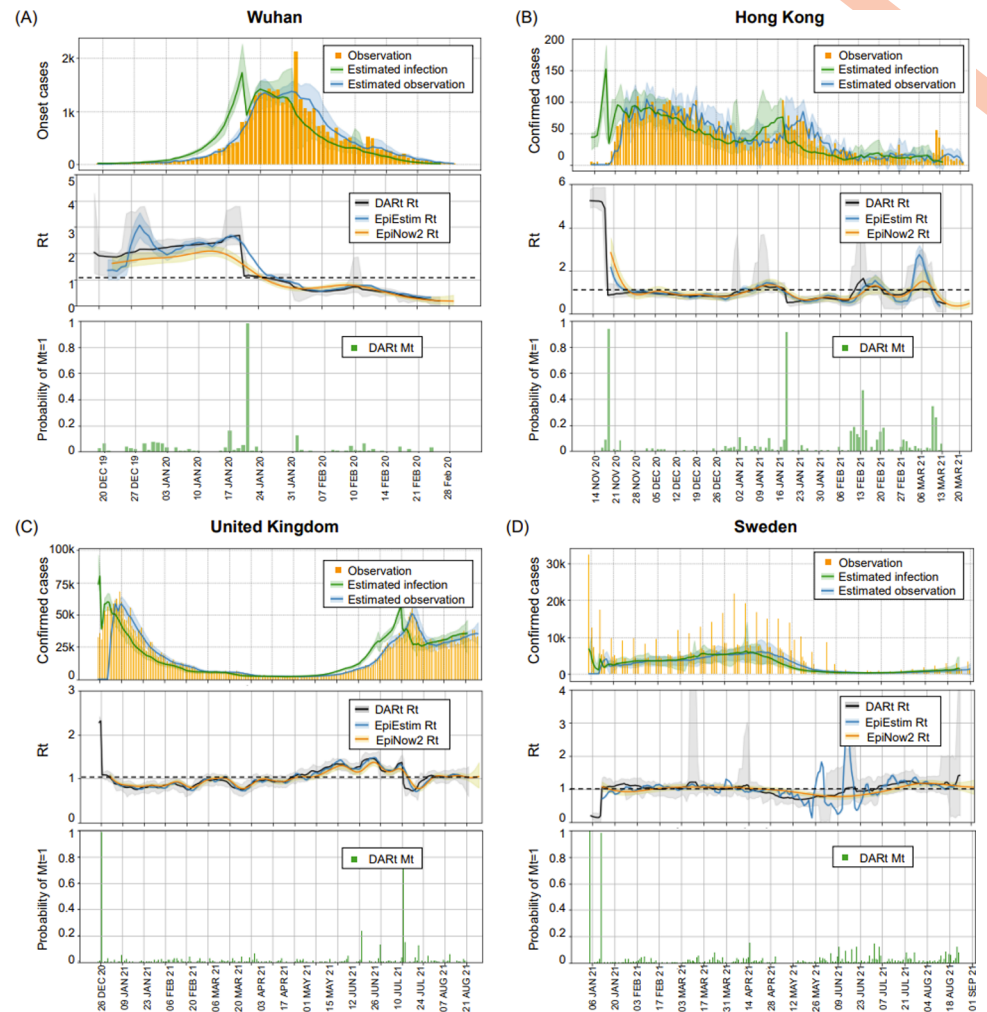 (A)
Wuhan
Onset cases
2k
1k
0
Observation
Estimated infection
Estimated observation
Rt
5
4
3
2
1
0
DARt Rt
EpiEstim Rt
EpiNow2 Rt
Probability of Mt=1
1
0.8
0.6
0.4
0.2
0
DARt Mt
20 DEC 19
27 DEC 19
03 JAN 20
10 JAN 20
17 JAN 20
24 JAN 20
31 JAN 20
07 FEB 20
10 FEB 20
14 FEB 20
21 FEB 20
28 Feb 20
(B)
Hong Kong
Confirmed cases
200
150
100
50
0
Observation
Estimated infection
Estimated observation
Rt
6
4
2
0
DARt Rt
EpiEstim Rt
EpiNow2 Rt
Probability of Mt=1
1
0.8
0.6
0.4
0.2
0
DARt Mt
14 NOV 20
21 NOV 20
28 NOV 20
05 DEC 20
12 DEC 20
19 DEC 20
26 DEC 20
02 JAN 21
09 JAN 21
16 JAN 21
23 JAN 21
30 JAN 21
06 FEB 21
13 FEB 21
20 FEB 21
27 FEB 21
06 MAR 21
13 MAR 21
20 MAR 21
(C)
United Kingdom
Confirmed cases
100k
75k
50k
25k
0
Observation
Estimated infection
Estimated observation
Rt
3
2
1
0
DARt Rt
EpiEstim Rt
EpiNow2 Rt
Probability of Mt=1
1
0.8
0.6
0.4
0.2
0
DARt Mt
26 DEC 20
09 JAN 21
23 JAN 21
06 FEB 21
20 FEB 21
06 MAR 21
20 MAR 21
03 APR 21
17 APR 21
01 MAY 21
15 MAY 21
12 JUN 21
26 JUN 21
10 JUL 21
24 JUL 21
07 AUG 21
21 AUG 21
(D)
Sweden
Confirmed cases
30k
20k
10k
0
Observation
Estimated infection
Estimated observation
Rt
4
3
2
1
0
DARt Rt
EpiEstim Rt
EpiNow2 Rt
Probability of Mt=1
1
0.8
0.6
0.4
0.2
0
DARt Mt
06 JAN 21
20 JAN 21
03 FEB 21
17 FEB 21
03 MAR 21
17 MAR 21
31 MAR 21
14 APR 21
28 APR 21
12 MAY 21
26 MAY 21
09 JUN 21
23 JUN 21
07 JUL 21
21 JUL 21
04 AUG 21
18 AUG 21
01 SEP 21